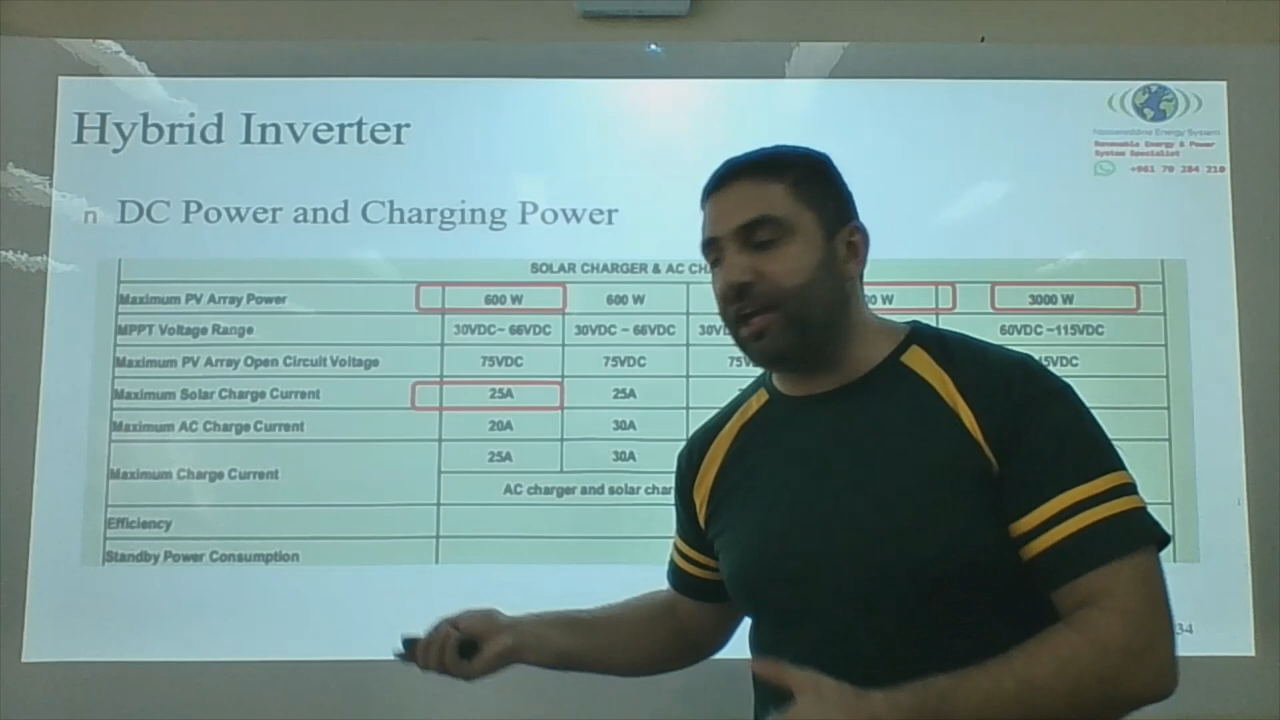 Hybrid Inverter
Nassereddine Energy System
Renewable Energy & Power
System Specialist
+961 70 284 210
n DC Power and Charging Power
SOLAR CHARGER & AC
Maximum PV Array Power 600 W 600 W W 3000 W
MPPT Voltage Range 30VDC~ 66VDC 30VDC ~ 66VDC 60VDC ~115VDC
Maximum PV Array Open Circuit Voltage 75VDC 75VDC
Maximum Solar Charge Current 25A 25A
Maximum AC Charge Current 20A 30A
Maximum Charge Current 25A 30A
AC charger and solar
Efficiency
Standby Power Consumption
34